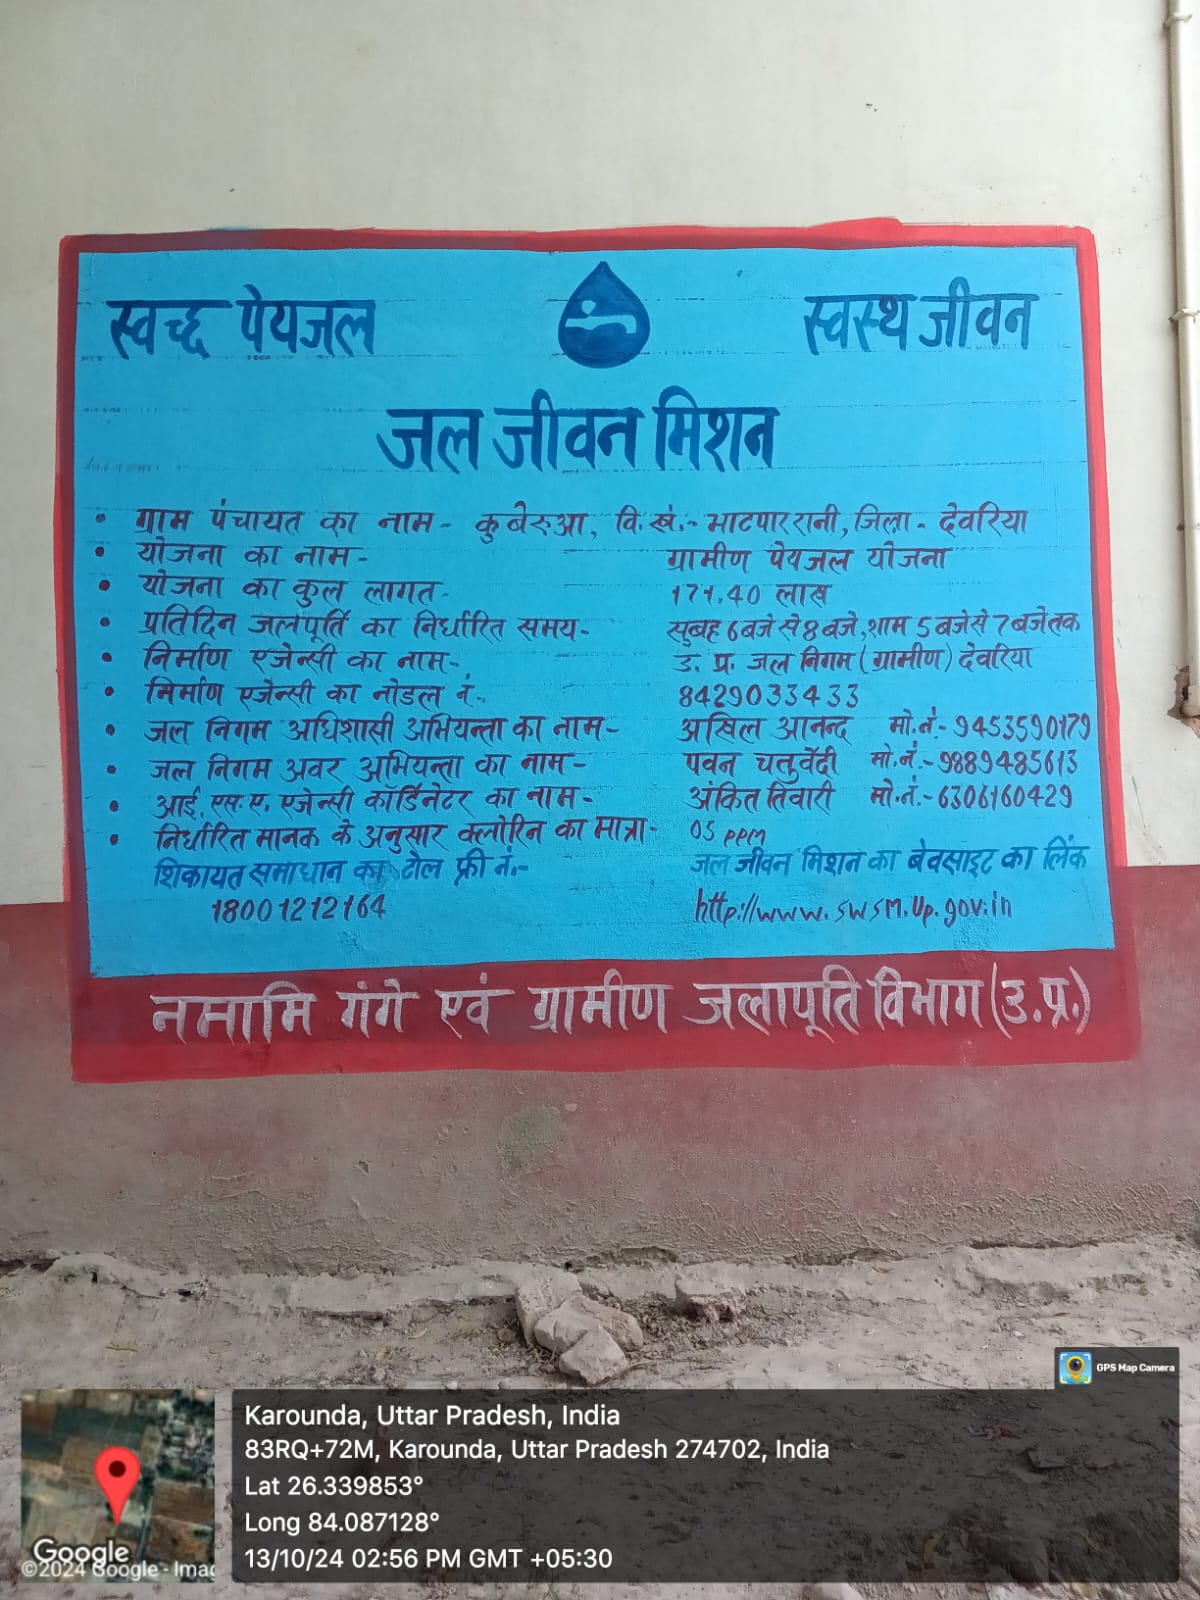 स्वच्छ पेयजल स्वस्थ जीवन
जल जीवन मिशन
• ग्राम पंचायत का नाम- कुबेरुआ, वि.खं.- भाटपाररानी, जिला- देवरिया
• योजना का नाम- ग्रामीण पेयजल योजना
• योजना का कुल लागत- 171.40 लाख
• प्रतिदिन जलपूर्ति का निर्धारित समय- सुबह 6 बजे से 8 बजे, शाम 5 बजे से 7 बजे तक
• निर्माण एजेन्सी का नाम- उ. प्र. जल निगम (ग्रामीण) देवरिया
• निर्माण एजेन्सी का नोडल नं.- 8429033433
• जल निगम अधिशासी अभियन्ता का नाम- अखिल आनन्द मो.नं.- 9453590179
• जल निगम अवर अभियन्ता का नाम- पवन चतुर्वेदी मो.नं.- 9889485613
• आई. एस. ए. एजेन्सी कॉर्डिनेटर का नाम- अंकित तिवारी मो.नं.- 6306160429
• निर्धारित मानक के अनुसार क्लोरिन का मात्रा- 05 PPM
शिकायत समाधान का टोल फ्री नं.- जल जीवन मिशन का बेवसाइट का लिंक
18001212164 http://www.swsm.up.gov.in
नमामि गंगे एवं ग्रामीण जलापूर्ति विभाग (उ.प्र.)
GPS Map Camera
Karounda, Uttar Pradesh, India
83RQ+72M, Karounda, Uttar Pradesh 274702, India
Lat 26.339853°
Long 84.087128°
13/10/24 02:56 PM GMT +05:30
Google
©2024 Google - Imag